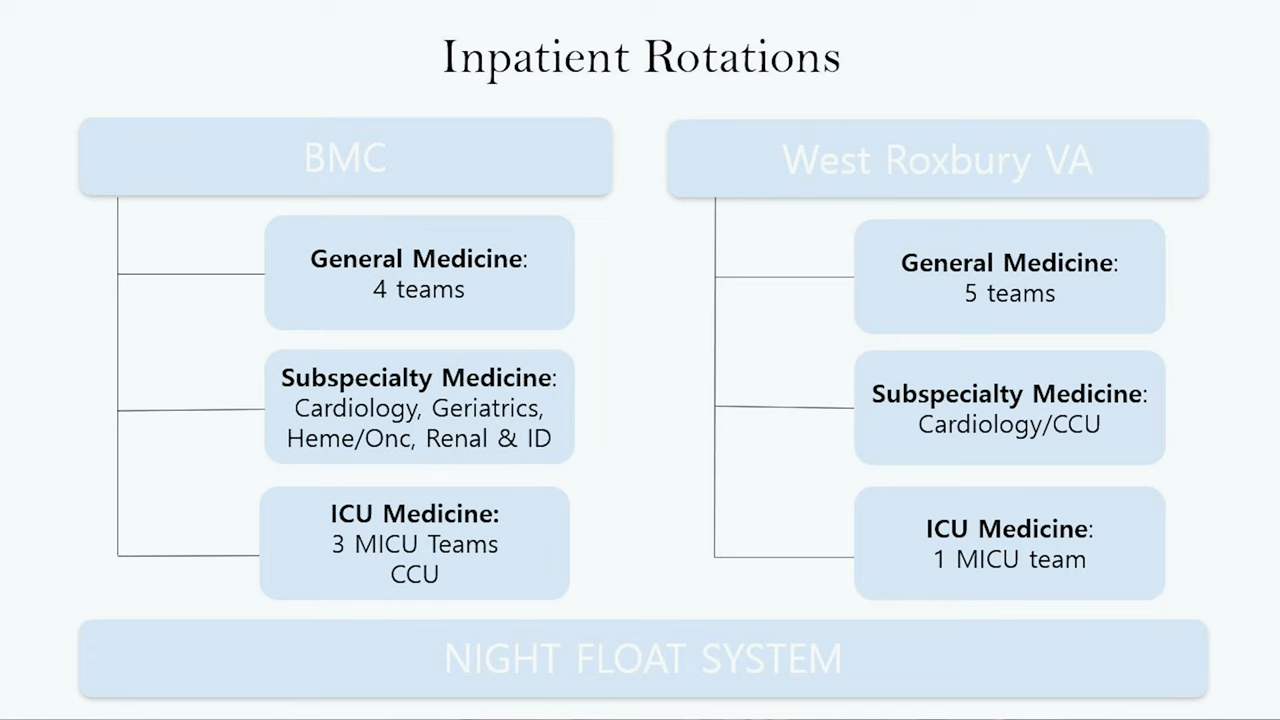 Inpatient Rotations
BMC
General Medicine:
4 teams
Subspecialty Medicine:
Cardiology, Geriatrics,
Heme/Onc, Renal & ID
ICU Medicine:
3 MICU Teams
CCU
West Roxbury VA
General Medicine:
5 teams
Subspecialty Medicine:
Cardiology/CCU
ICU Medicine:
1 MICU team
NIGHT FLOAT SYSTEM